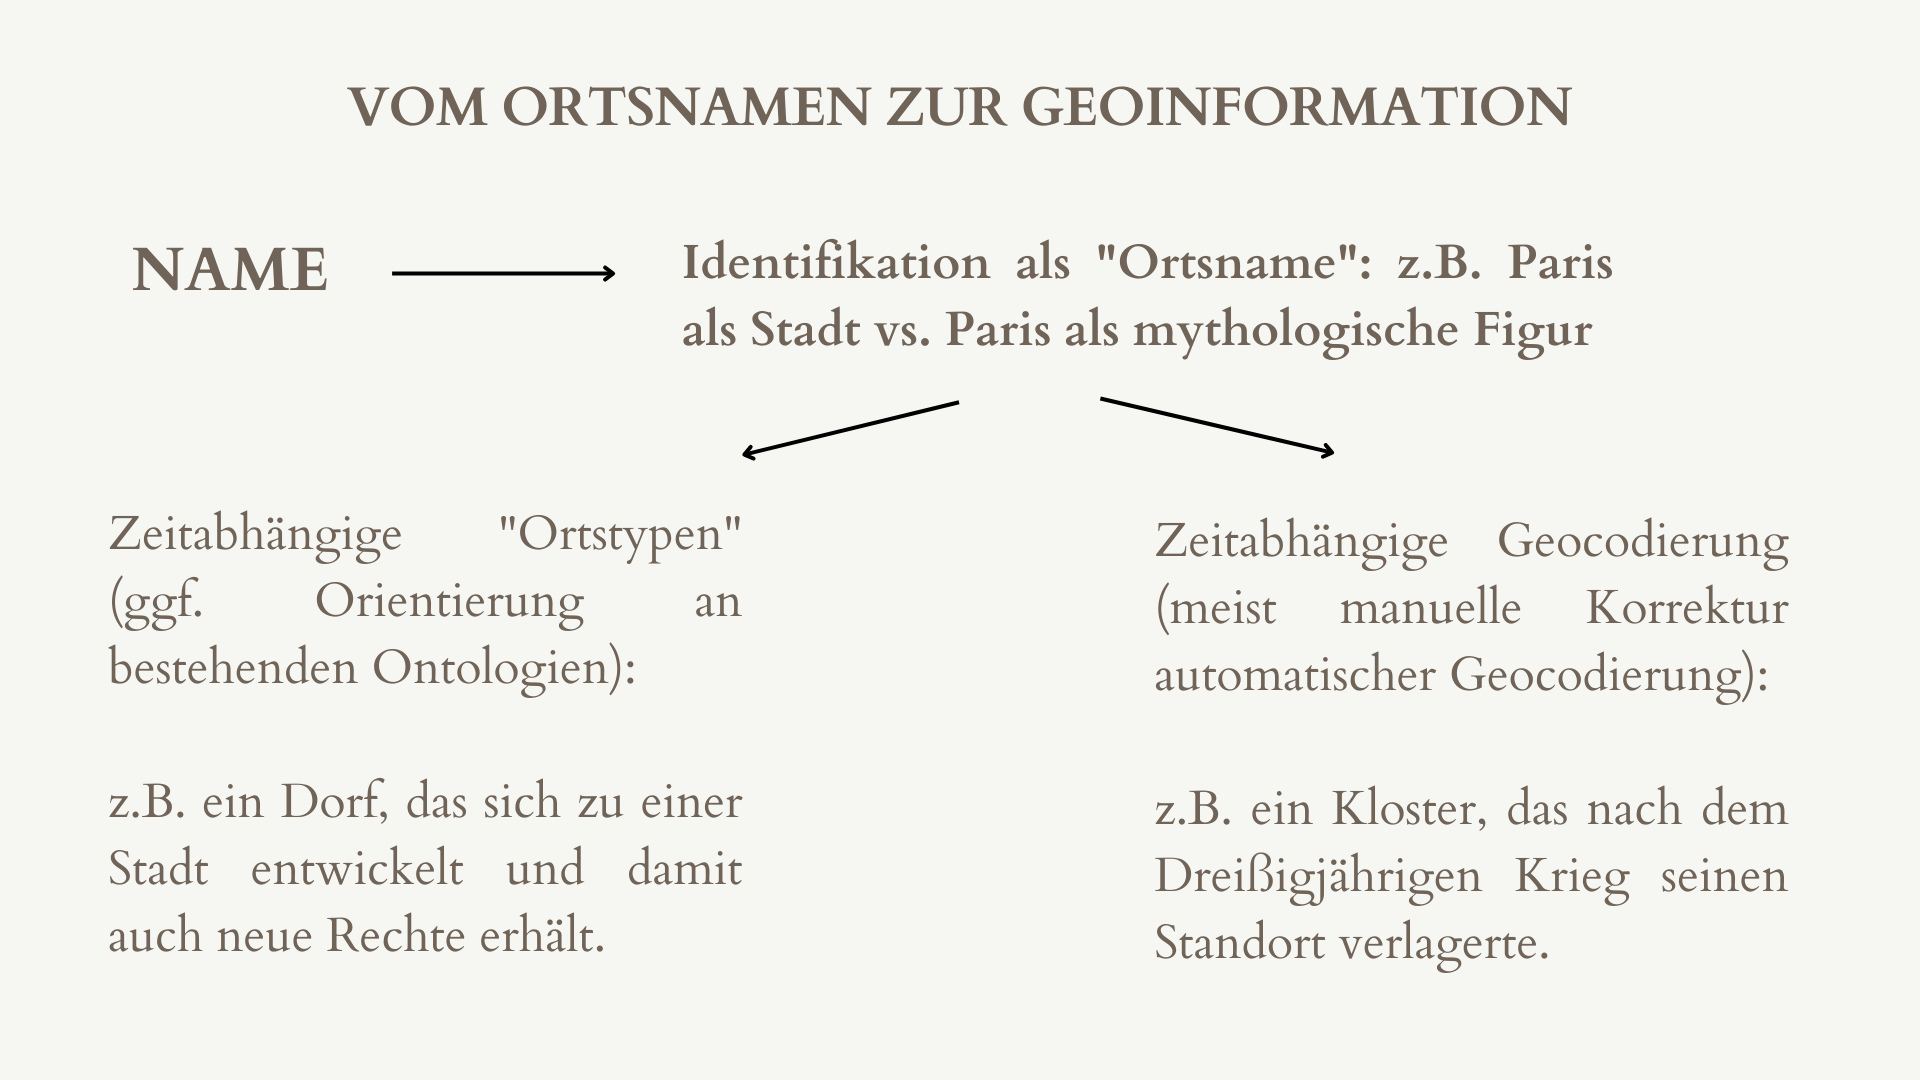 VOM ORTSNAMEN ZUR GEOINFORMATION
NAME
Identifikation als "Ortsname": z.B. Paris
als Stadt vs. Paris als mythologische Figur
Zeitabhängige "Ortstypen"
(ggf. Orientierung an
bestehenden Ontologien):
z.B. ein Dorf, das sich zu einer
Stadt entwickelt und damit
auch neue Rechte erhält.
Zeitabhängige Geocodierung
(meist manuelle Korrektur
automatischer Geocodierung):
z.B. ein Kloster, das nach dem
Dreißigjährigen Krieg seinen
Standort verlagerte.